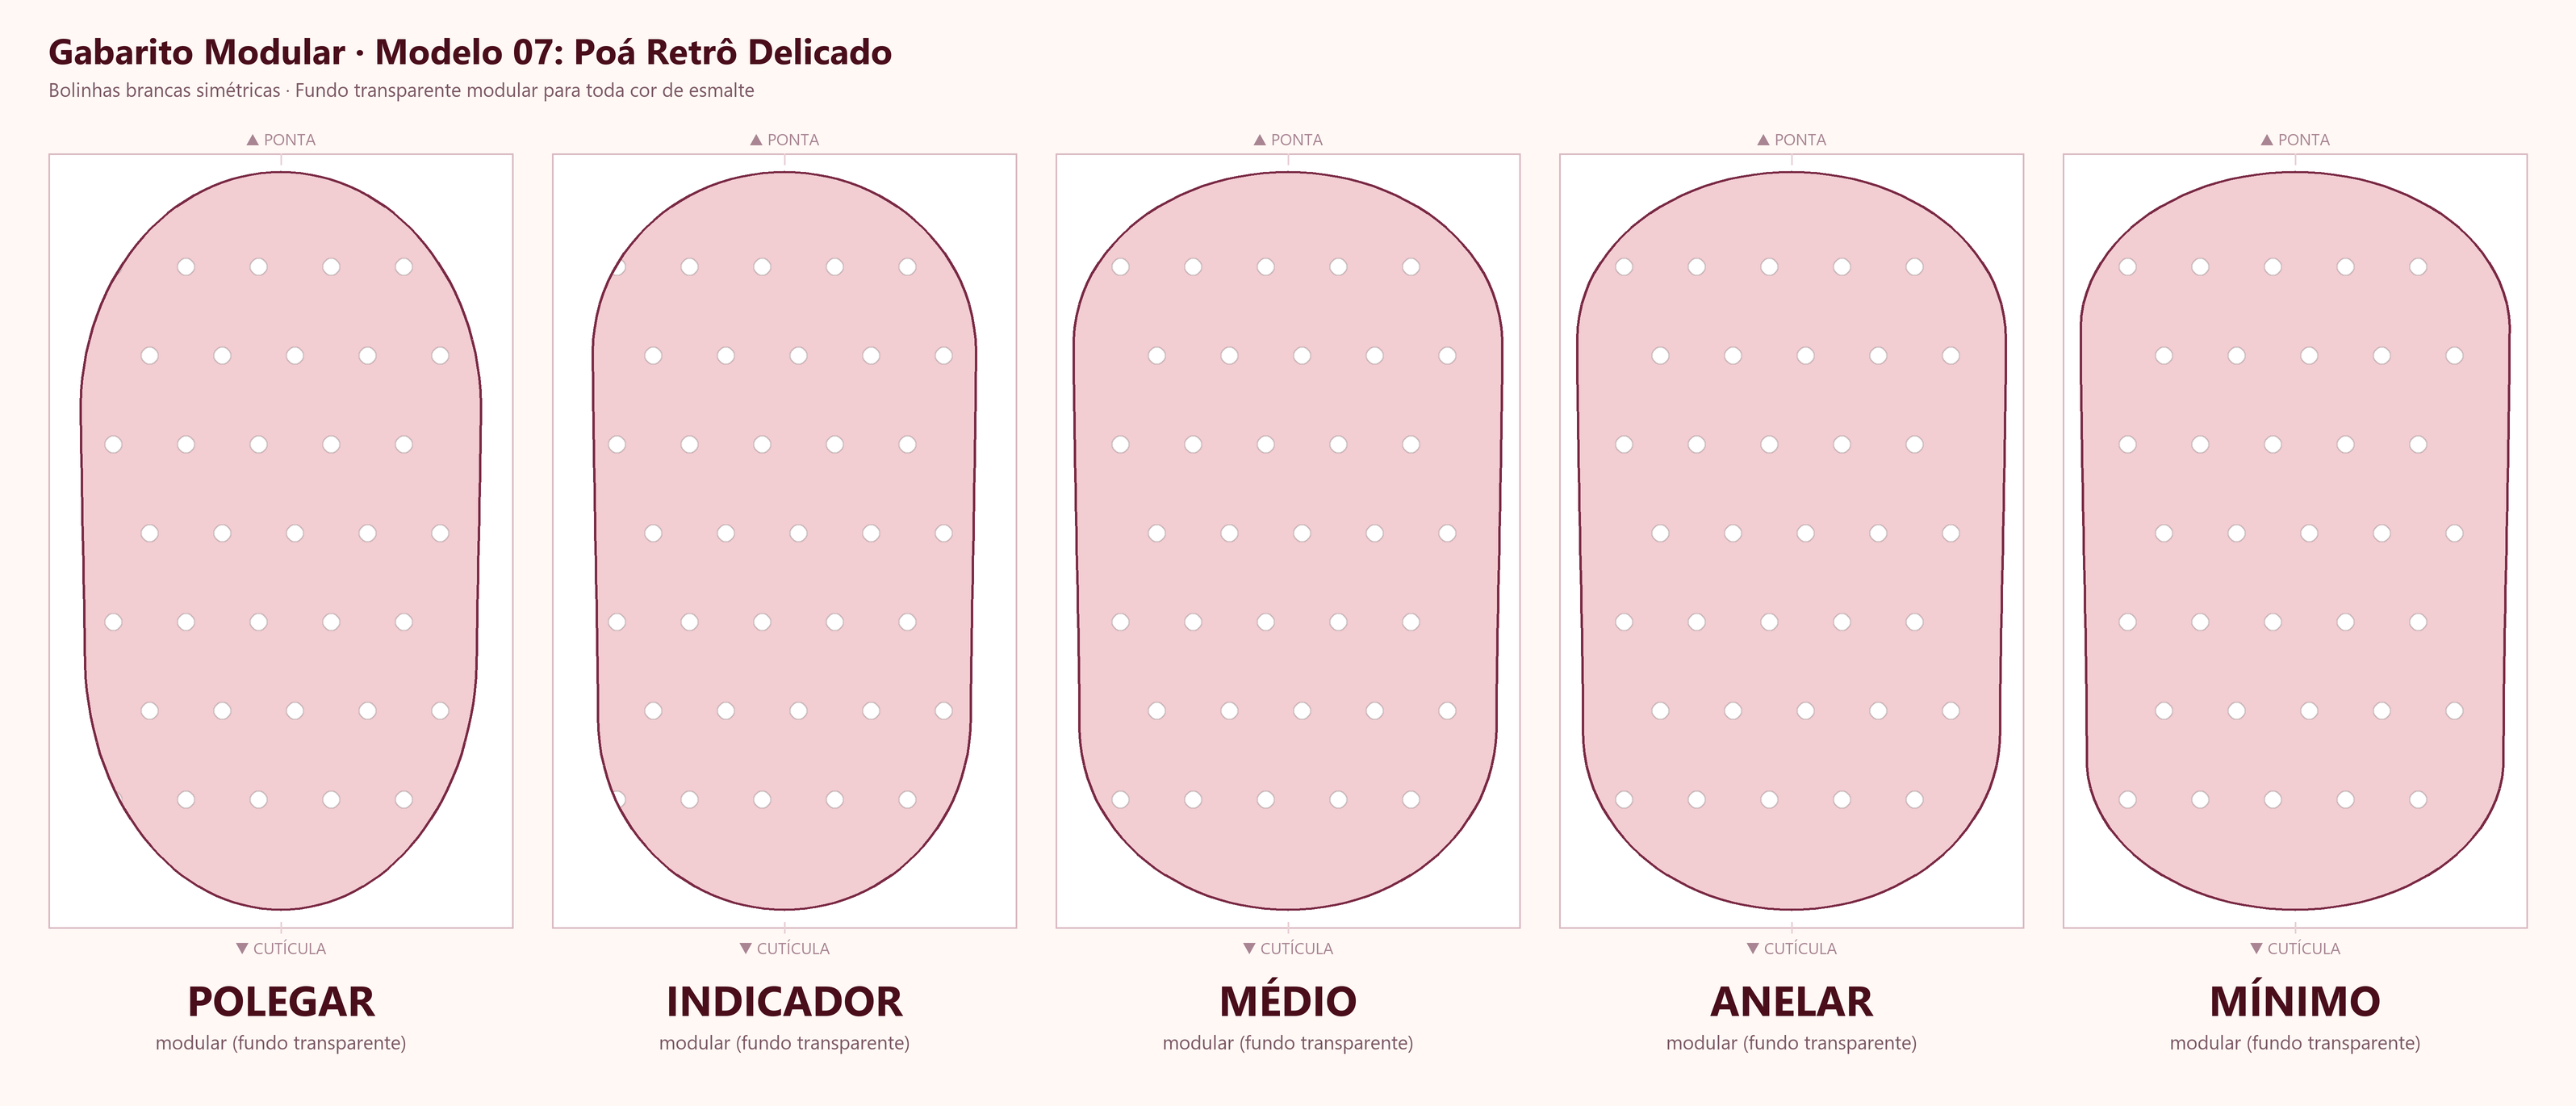 Gabarito Modular · Modelo 07: Poá Retrô Delicado
Bolinhas brancas simétricas · Fundo transparente modular para toda cor de esmalte
▲ PONTA
▲ PONTA
▲ PONTA
▲ PONTA
▲ PONTA
▼ CUTÍCULA
▼ CUTÍCULA
▼ CUTÍCULA
▼ CUTÍCULA
▼ CUTÍCULA
POLEGAR
INDICADOR
MÉDIO
ANELAR
MÍNIMO
modular (fundo transparente)
modular (fundo transparente)
modular (fundo transparente)
modular (fundo transparente)
modular (fundo transparente)